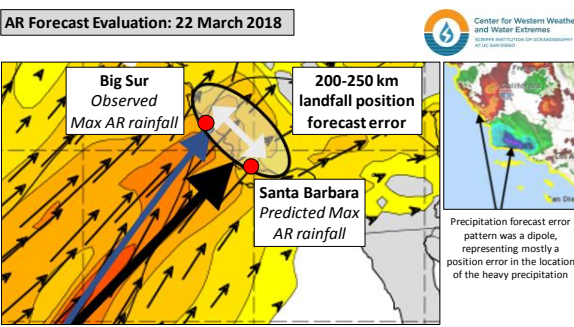 AR Forecast Evaluation: 22 March 2018
Center for Western Weather
and Water Extremes
SCRIPPS INSTITUTION OF OCEANOGRAPHY
AT UC SAN DIEGO
Big Sur
Observed
Max AR rainfall
200-250 km
landfall position
forecast error
Santa Barbara
Predicted Max
AR rainfall
San Die
Precipitation forecast error
pattern was a dipole,
representing mostly a
position error in the location
of the heavy precipitation